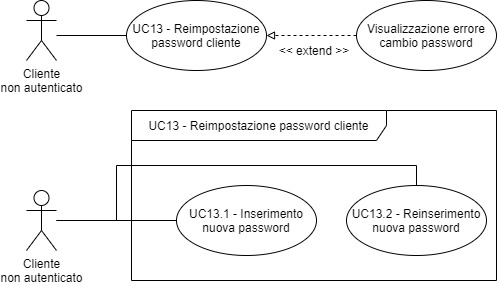 UC13 - Reimpostazione
password cliente
Visualizzazione errore
cambio password
<< extend >>
Cliente
non autenticato
UC13 - Reimpostazione password cliente
UC13.1 - Inserimento
nuova password
UC13.2 - Reinserimento
nuova password
Cliente
non autenticato